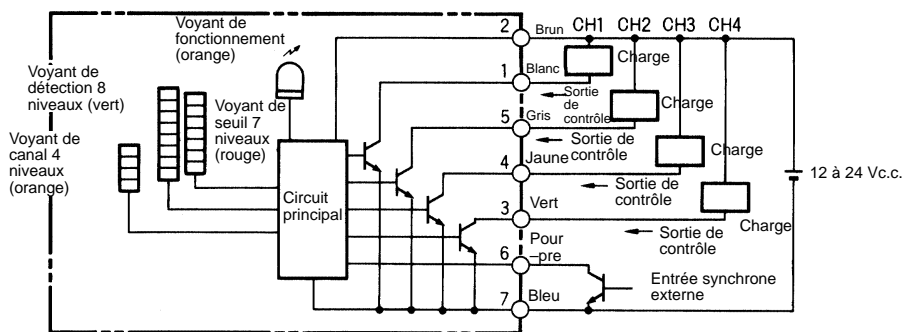 Voyant de
fonctionnement
(orange)
Voyant de
détection 8
niveaux (vert)
Voyant de
canal 4
niveaux
(orange)
Voyant de
seuil 7
niveaux
(rouge)
Circuit
principal
2 Brun
CH1 CH2 CH3 CH4
1 Blanc
Charge
Sortie
de
contrôle
5 Gris
Charge
Sortie de
contrôle
4 Jaune
Charge
Sortie de
contrôle
3 Vert
Charge
Sortie de
contrôle
12 à 24 Vc.c.
6 Pour
–pre
Entrée synchrone
externe
7 Bleu